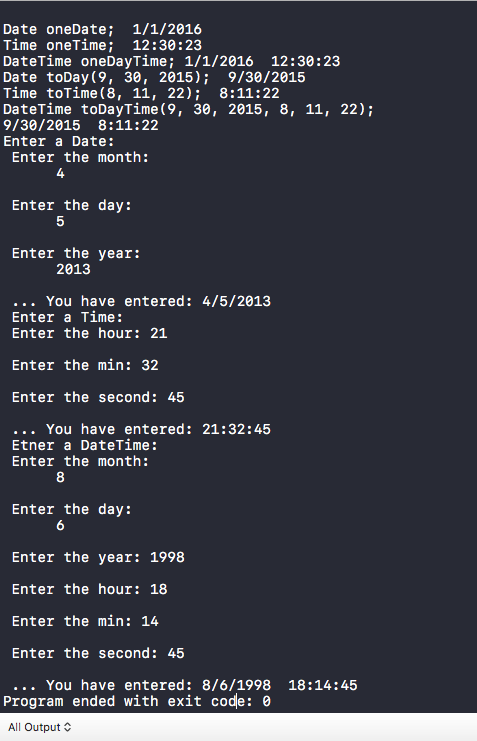 Date oneDate;  1/1/2016
Time oneTime;  12:30:23
DateTime oneDayTime; 1/1/2016  12:30:23
Date toDay(9, 30, 2015);  9/30/2015
Time toTime(8, 11, 22);  8:11:22
DateTime toDayTime(9, 30, 2015, 8, 11, 22);
9/30/2015  8:11:22
Enter a Date:
Enter the month:
4
Enter the day:
5
Enter the year:
2013
... You have entered: 4/5/2013
Enter a Time:
Enter the hour: 21
Enter the min: 32
Enter the second: 45
... You have entered: 21:32:45
Etner a DateTime:
Enter the month:
8
Enter the day:
6
Enter the year: 1998
Enter the hour: 18
Enter the min: 14
Enter the second: 45
... You have entered: 8/6/1998  18:14:45
Program ended with exit code: 0
All Output